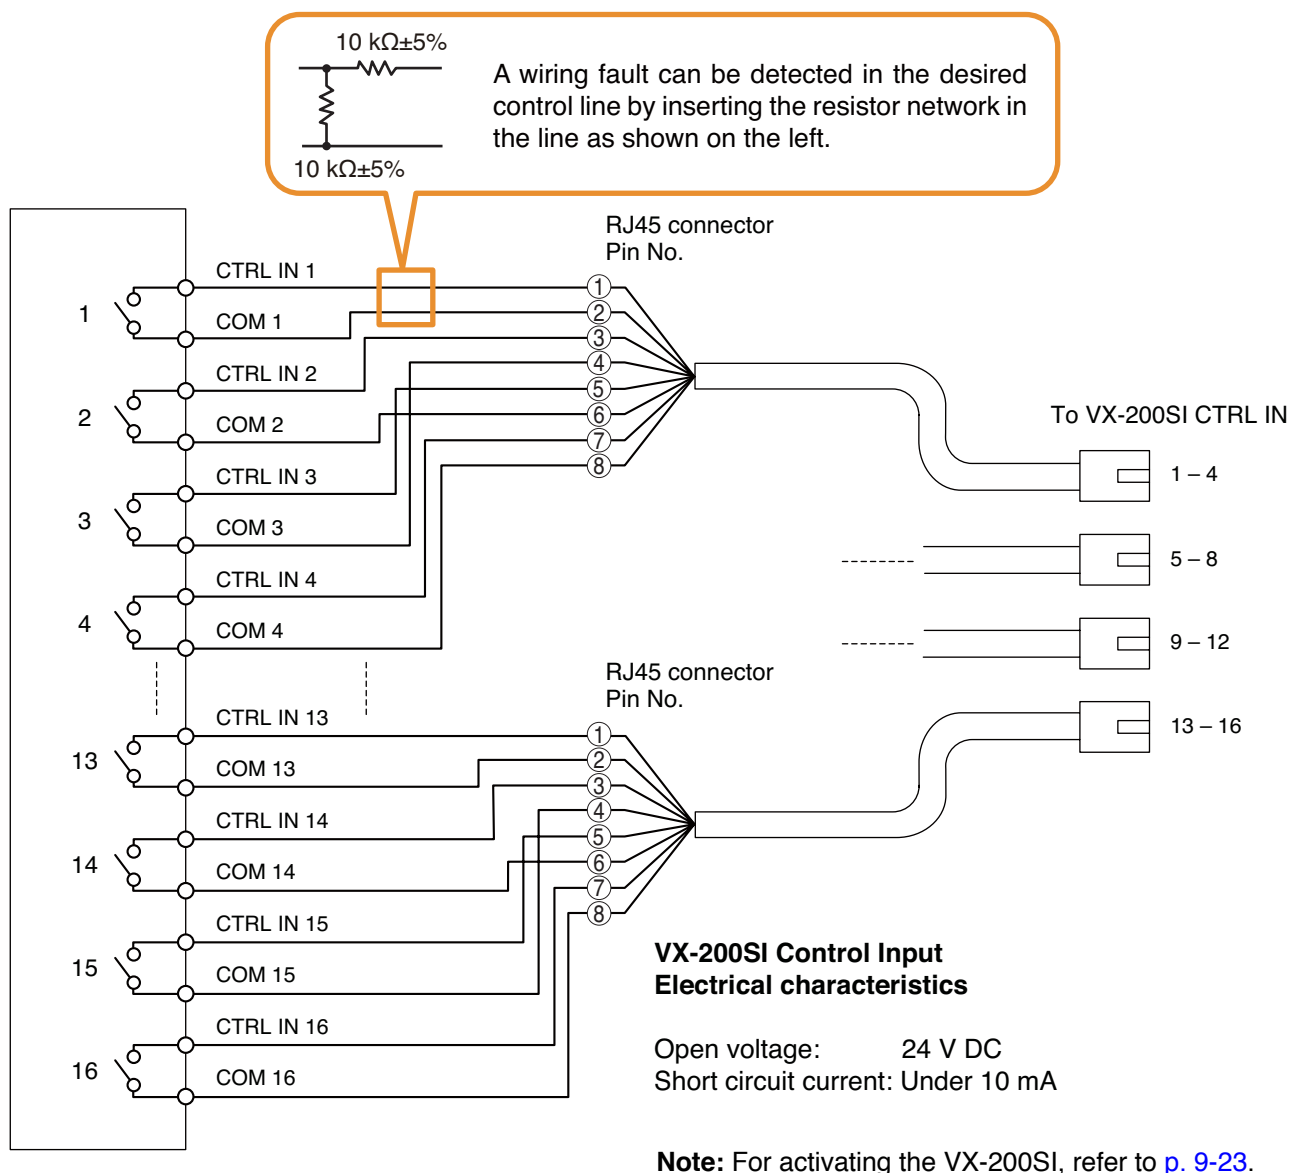 10 kΩ±5%
A wiring fault can be detected in the desired
control line by inserting the resistor network in
the line as shown on the left.
10 kΩ±5%
RJ45 connector
Pin No.
CTRL IN 1
1
COM 1
CTRL IN 2
2
COM 2
CTRL IN 3
3
COM 3
CTRL IN 4
4
COM 4
1
2
3
4
5
6
7
8
To VX-200SI CTRL IN
1 – 4
5 – 8
9 – 12
13 – 16
RJ45 connector
Pin No.
CTRL IN 13
13
COM 13
CTRL IN 14
14
COM 14
CTRL IN 15
15
COM 15
CTRL IN 16
16
COM 16
1
2
3
4
5
6
7
8
VX-200SI Control Input
Electrical characteristics
Open voltage: 24 V DC
Short circuit current: Under 10 mA
Note: For activating the VX-200SI, refer to p. 9-23.